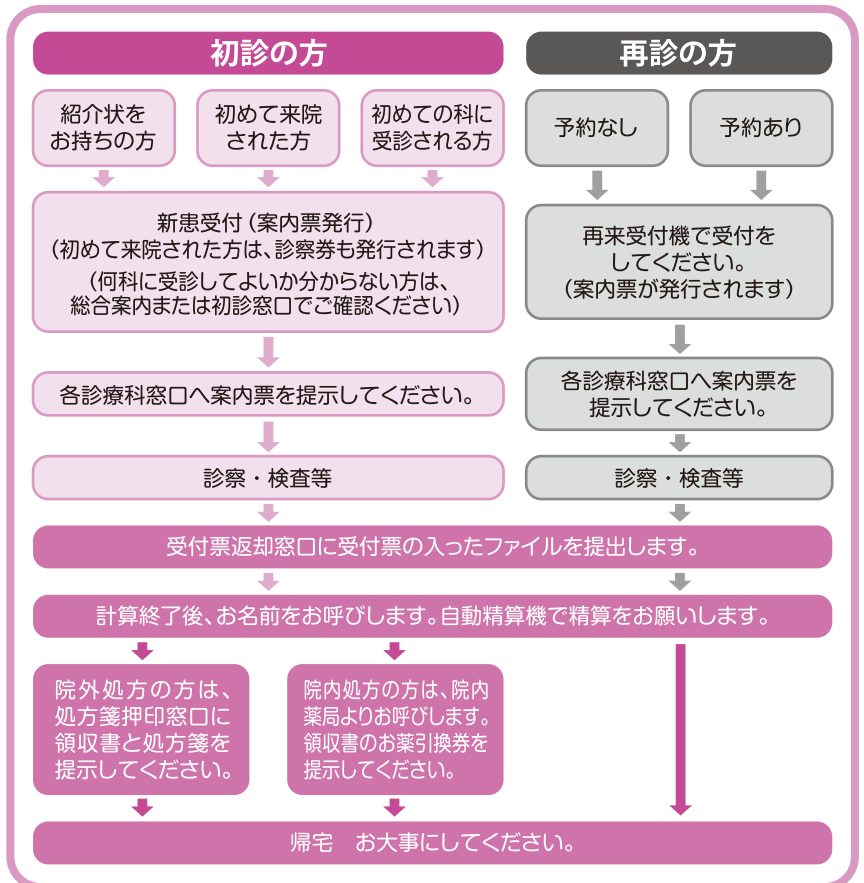 初診の方
紹介状を
お持ちの方
初めて来院
された方
初めての科に
受診される方
新患受付（案内票発行）
（初めて来院された方は、診察券も発行されます）
（何科に受診してよいか分からない方は、
総合案内または初診窓口でご確認ください）
各診療科窓口へ案内票を提示してください。
診察・検査等
再診の方
予約なし
予約あり
再来受付機で受付を
してください。
（案内票が発行されます）
各診療科窓口へ案内票を
提示してください。
診察・検査等
受付票返却窓口に受付票の入ったファイルを提出します。
計算終了後、お名前をお呼びします。自動精算機で精算をお願いします。
院外処方の方は、
処方箋押印窓口に
領収書と処方箋を
提示してください。
院内処方の方は、院内
薬局よりお呼びします。
領収書のお薬引換券を
提示してください。
帰宅　お大事にしてください。